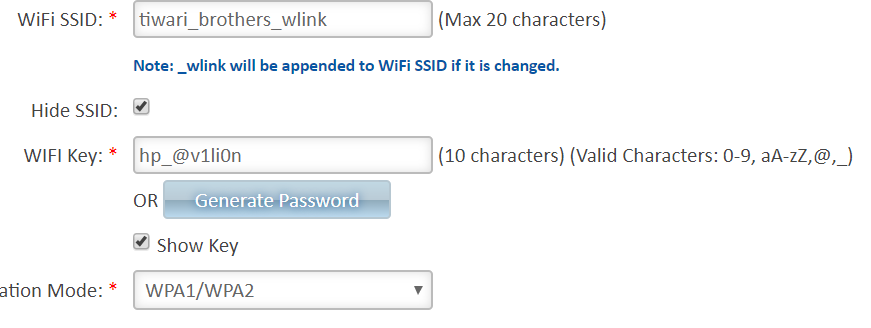 WiFi SSID: * tiwari_brothers_wlink (Max 20 characters)
Note: _wlink will be appended to WiFi SSID if it is changed.
Hide SSID:
WIFI Key: * hp_@v1li0n (10 characters) (Valid Characters: 0-9, aA-zZ,@,_)
OR Generate Password
Show Key
ation Mode: * WPA1/WPA2